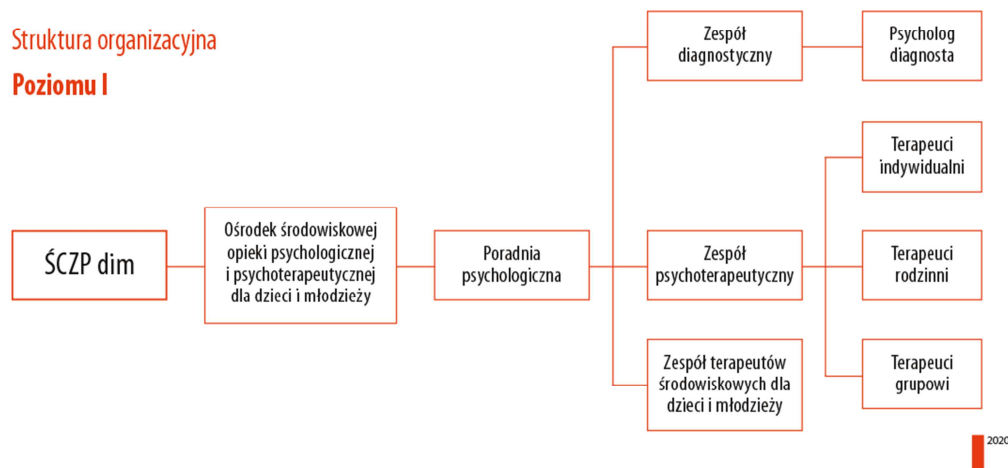 Struktura organizacyjna
Poziomu I
ŚCZP dim
Ośrodek środowiskowej
opieki psychologicznej
i psychoterapeutycznej
dla dzieci i młodzieży
Poradnia
psychologiczna
Zespół
diagnostyczny
Psycholog
diagnosta
Zespół
psychoterapeutyczny
Terapeuci
indywidualni
Terapeuci
rodzinni
Terapeuci
grupowi
Zespół terapeutów
środowiskowych dla
dzieci i młodzieży
2020